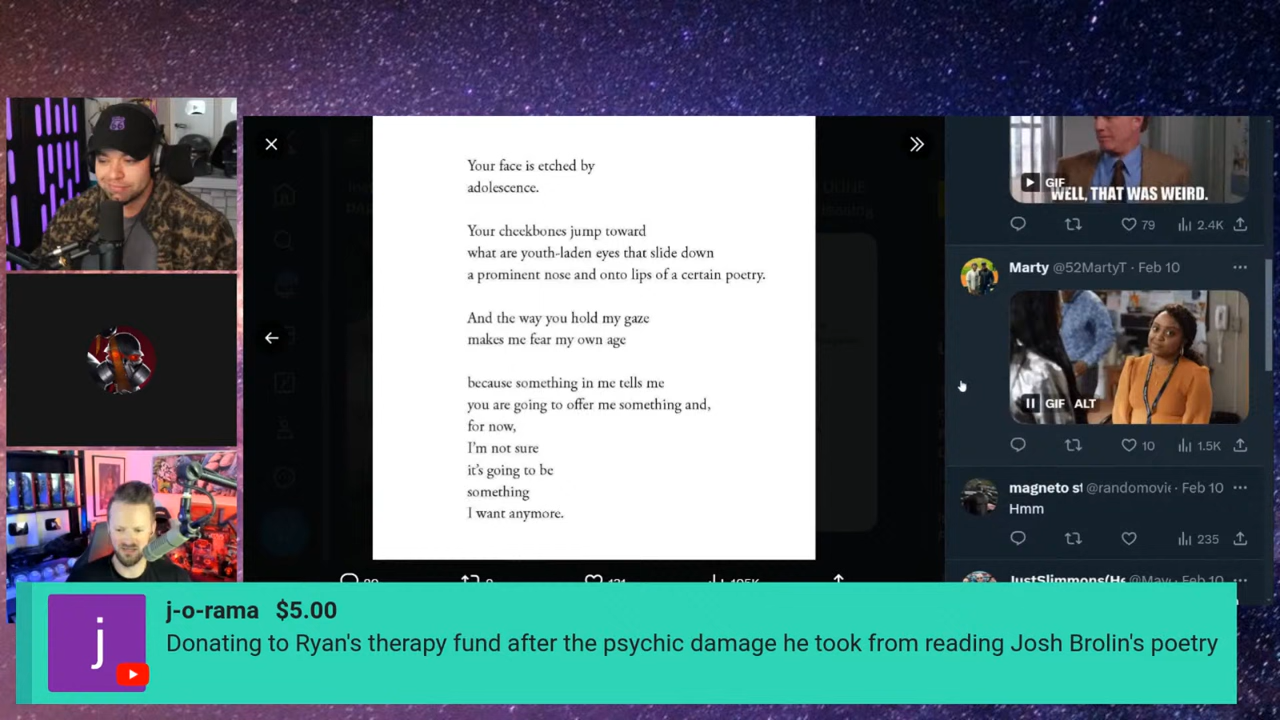 Your face is etched by
adolescence.
Your cheekbones jump toward
what are youth-laden eyes that slide down
a prominent nose and onto lips of a certain poetry.
And the way you hold my gaze
makes me fear my own age
because something in me tells me
you are going to offer me something and,
for now,
I'm not sure
it's going to be
something
I want anymore.
GIF
WELL, THAT WAS WEIRD.
79
2.4K
Marty @52MartyT · Feb 10
GIF ALT
10
1.5K
magneto @randomovi · Feb 10
Hmm
235
Feb 10
j
j-o-rama $5.00
Donating to Ryan's therapy fund after the psychic damage he took from reading Josh Brolin's poetry